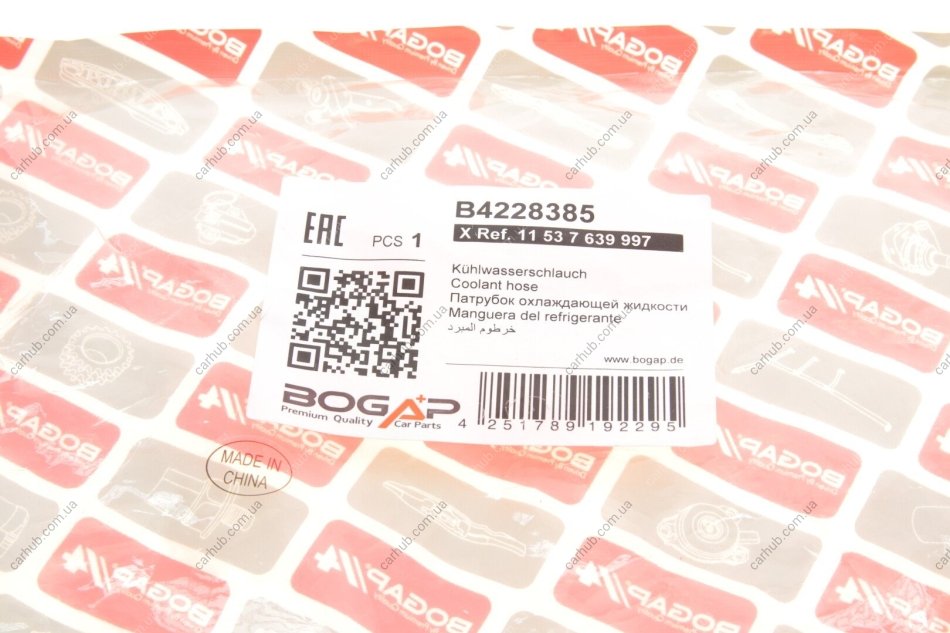 EAC
PCS 1
B4228385
X Ref. 11 53 7 639 997
Kühlwasserschlauch
Coolant hose
Патрубок охлаждающей жидкости
Manguera del refrigerante
خرطوم المبرد
www.bogap.de
BOGAP
Premium Quality Car Parts
4 251789 192295
MADE IN
CHINA
carhub.com.ua
BOGAP